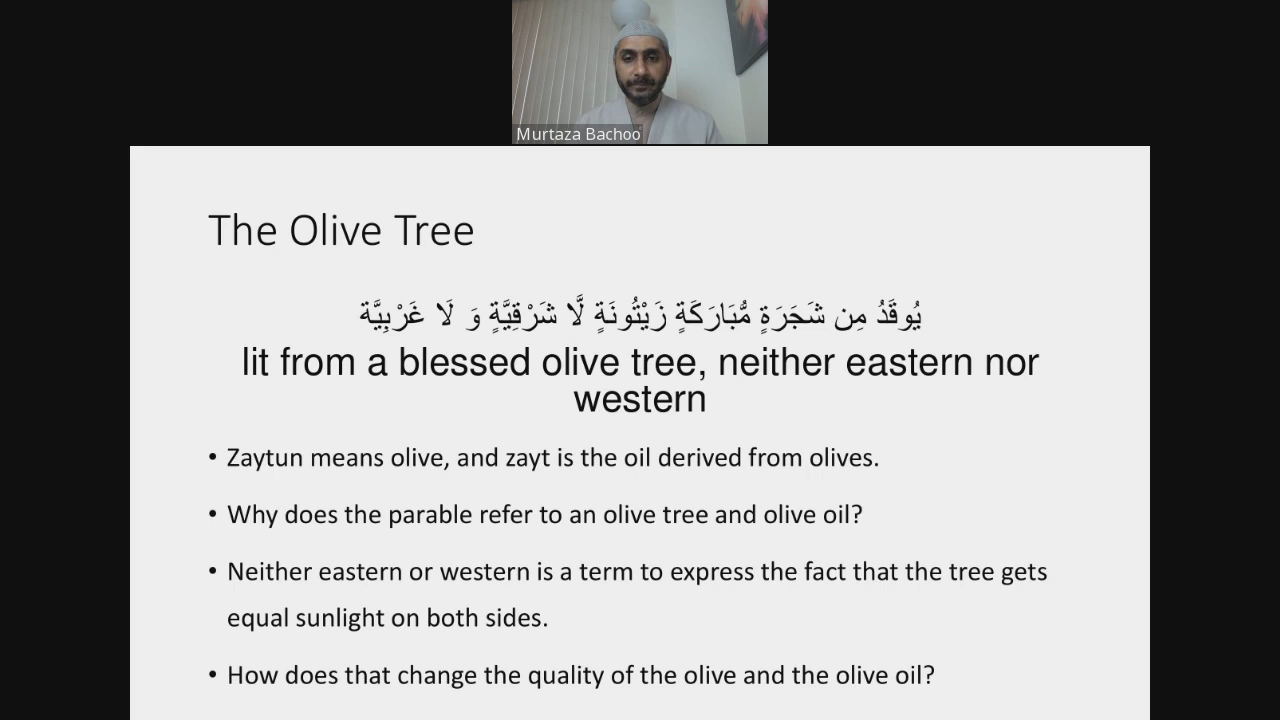 Murtaza Bachoo
The Olive Tree
يُوقَدُ مِن شَجَرَةٍ مُّبَارَكَةٍ زَيْتُونَةٍ لَّا شَرْقِيَّةٍ وَ لَا غَرْبِيَّة
lit from a blessed olive tree, neither eastern nor
western
• Zaytun means olive, and zayt is the oil derived from olives.
• Why does the parable refer to an olive tree and olive oil?
• Neither eastern or western is a term to express the fact that the tree gets
equal sunlight on both sides.
• How does that change the quality of the olive and the olive oil?